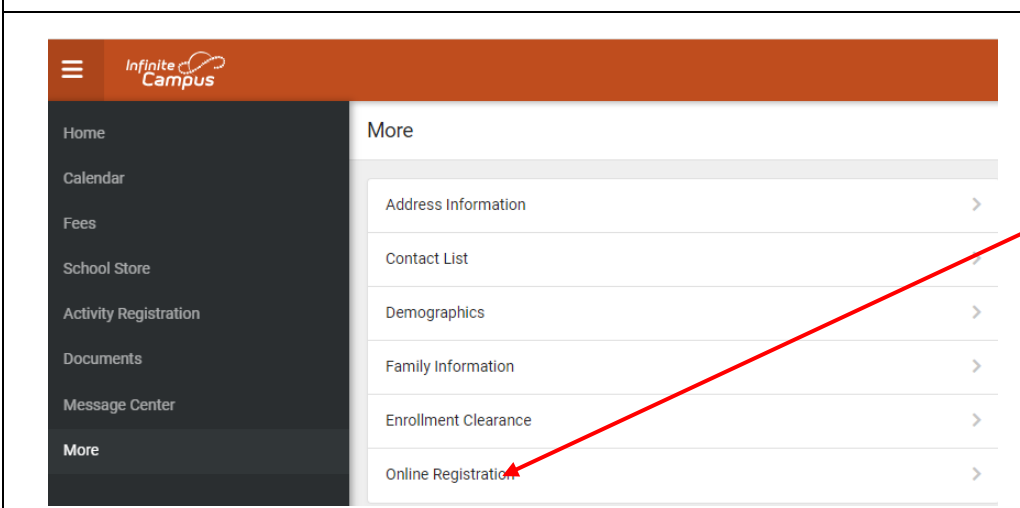 Infinite
Campus
Home
Calendar
Fees
School Store
Activity Registration
Documents
Message Center
More
More
Address Information
Contact List
Demographics
Family Information
Enrollment Clearance
Online Registration